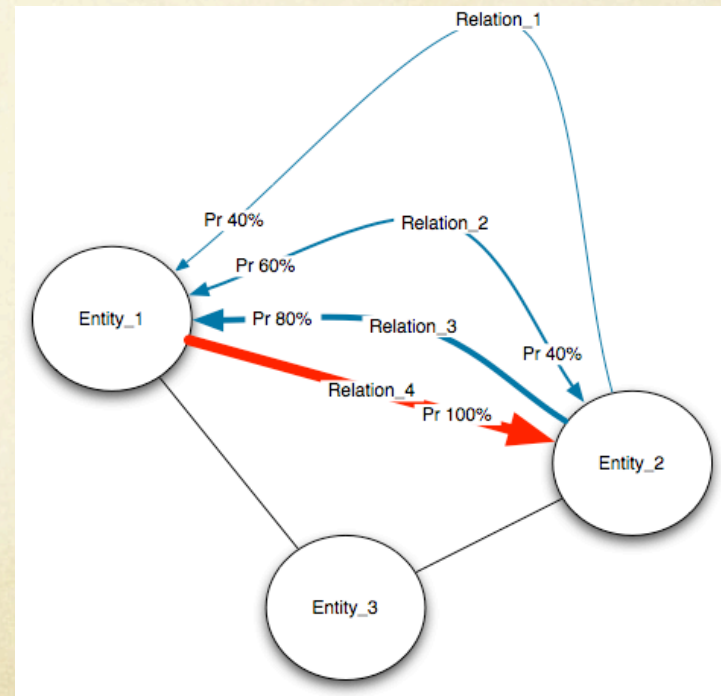 Relation_1
Pr 40%
Relation_2
Pr 60%
Entity_1
Pr 80%
Relation_3
Pr 40%
Relation_4
Pr 100%
Entity_2
Entity_3